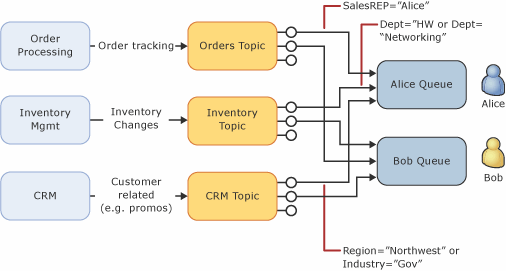 SalesREP="Alice"
Dept="HW or Dept=
"Networking"
Order
Processing
Order tracking
Orders Topic
Alice Queue
Alice
Inventory
Mgmt
Inventory
Changes
Inventory
Topic
Bob Queue
Bob
CRM
Customer
related
(e.g. promos)
CRM Topic
Region="Northwest" or
Industry="Gov"